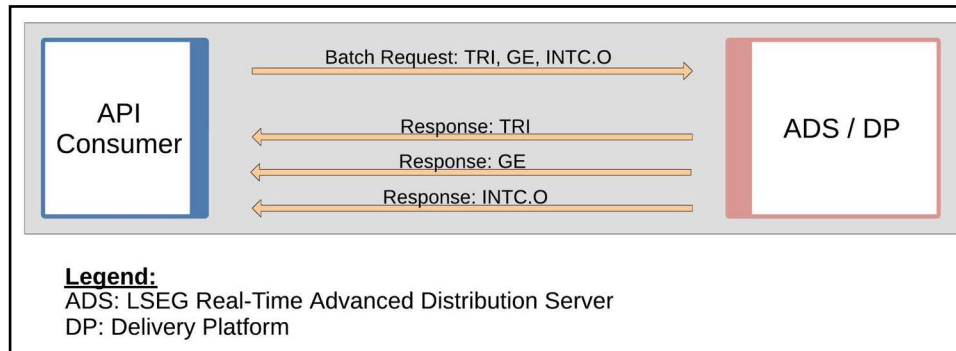 Batch Request: TRI, GE, INTC.O
API
Consumer
ADS / DP
Response: TRI
Response: GE
Response: INTC.O
Legend:
ADS: LSEG Real-Time Advanced Distribution Server
DP: Delivery Platform